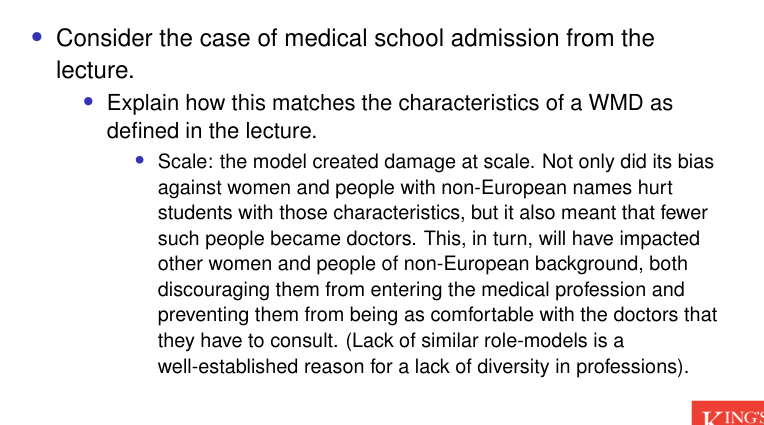 Consider the case of medical school admission from the
lecture.
Explain how this matches the characteristics of a WMD as
defined in the lecture.
Scale: the model created damage at scale. Not only did its bias
against women and people with non-European names hurt
students with those characteristics, but it also meant that fewer
such people became doctors. This, in turn, will have impacted
other women and people of non-European background, both
discouraging them from entering the medical profession and
preventing them from being as comfortable with the doctors that
they have to consult. (Lack of similar role-models is a
well-established reason for a lack of diversity in professions).
KING'S